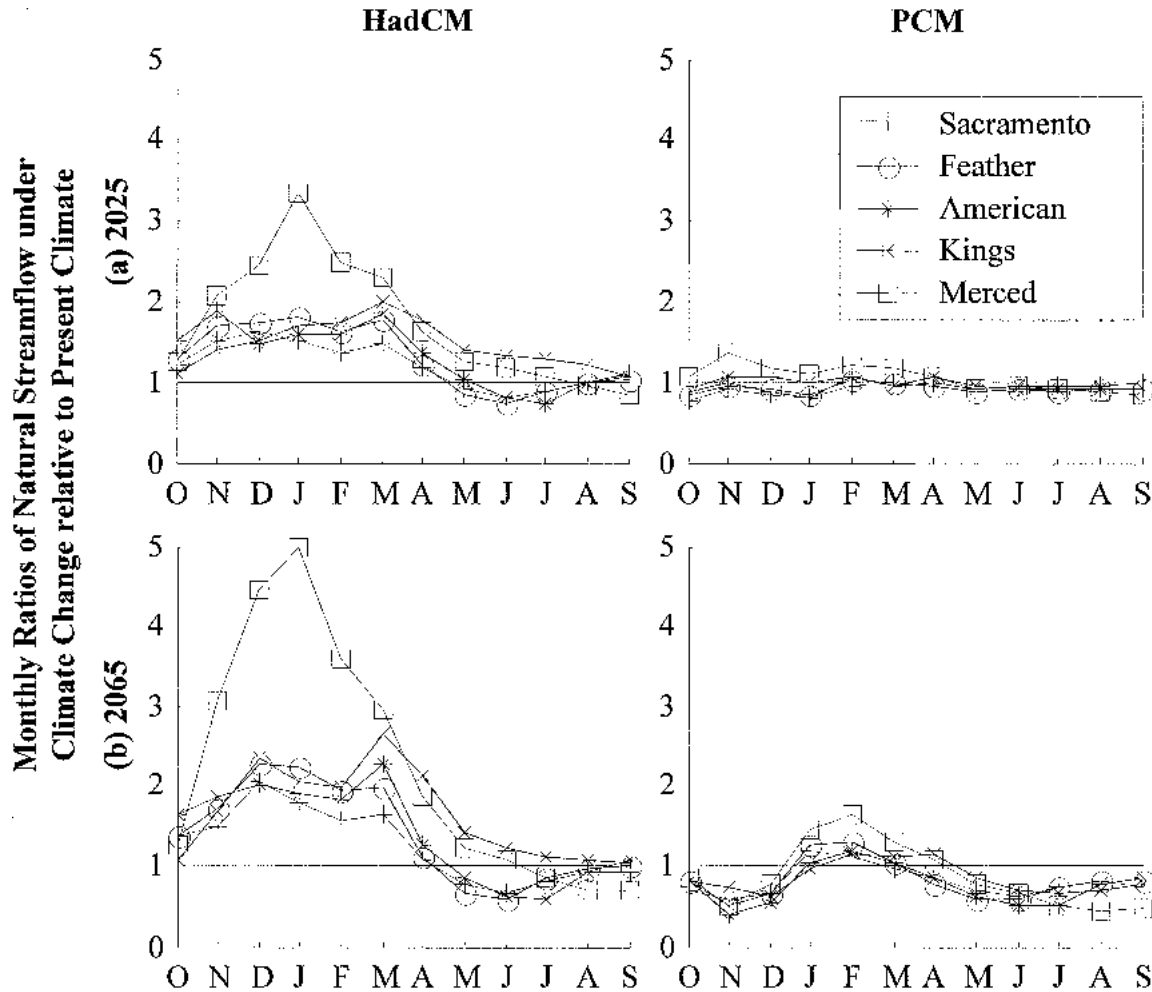 HadCM
PCM
Monthly Ratios of Natural Streamflow under
Climate Change relative to Present Climate
(a) 2025
5
4
3
2
1
0
O N D J F M A M J J A S
5
4
3
2
1
0
O N D J F M A M J J A S
Sacramento
Feather
American
Kings
Merced
(b) 2065
5
4
3
2
1
0
O N D J F M A M J J A S
5
4
3
2
1
0
O N D J F M A M J J A S